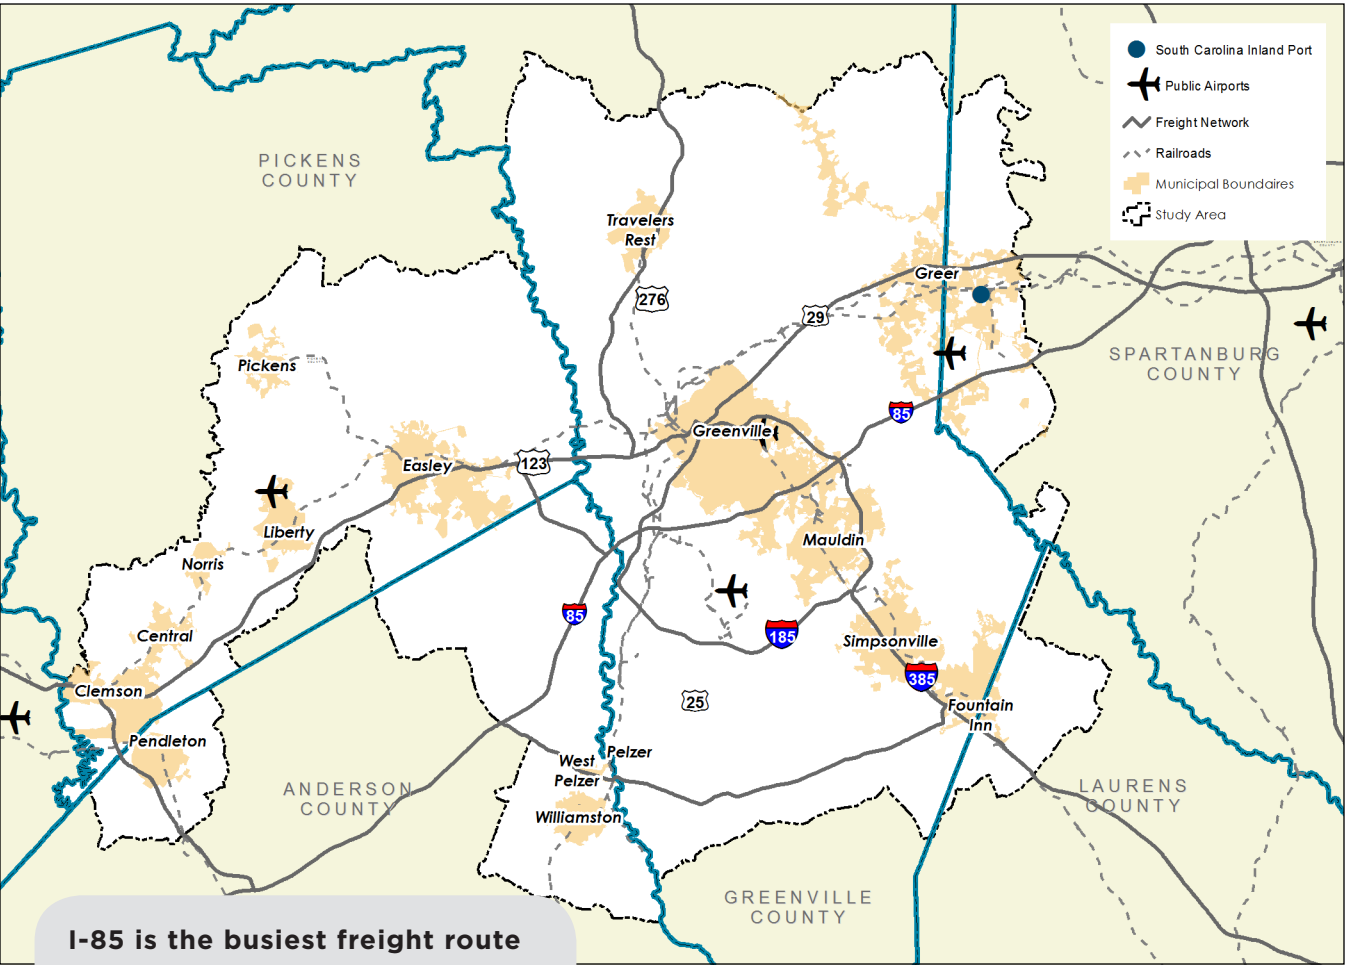 South Carolina Inland Port
Public Airports
Freight Network
Railroads
Municipal Boundaires
Study Area
PICKENS
COUNTY
Travelers
Rest
276
29
Greer
Pickens
SPARTANBURG
COUNTY
85
Greenville
Easley
123
Liberty
Mauldin
Norris
85
185
Central
Simpsonville
385
Clemson
25
Fountain
Inn
Pendleton
Pelzer
West
Pelzer
ANDERSON
COUNTY
LAURENS
COUNTY
Williamston
GREENVILLE
COUNTY
I-85 is the busiest freight route